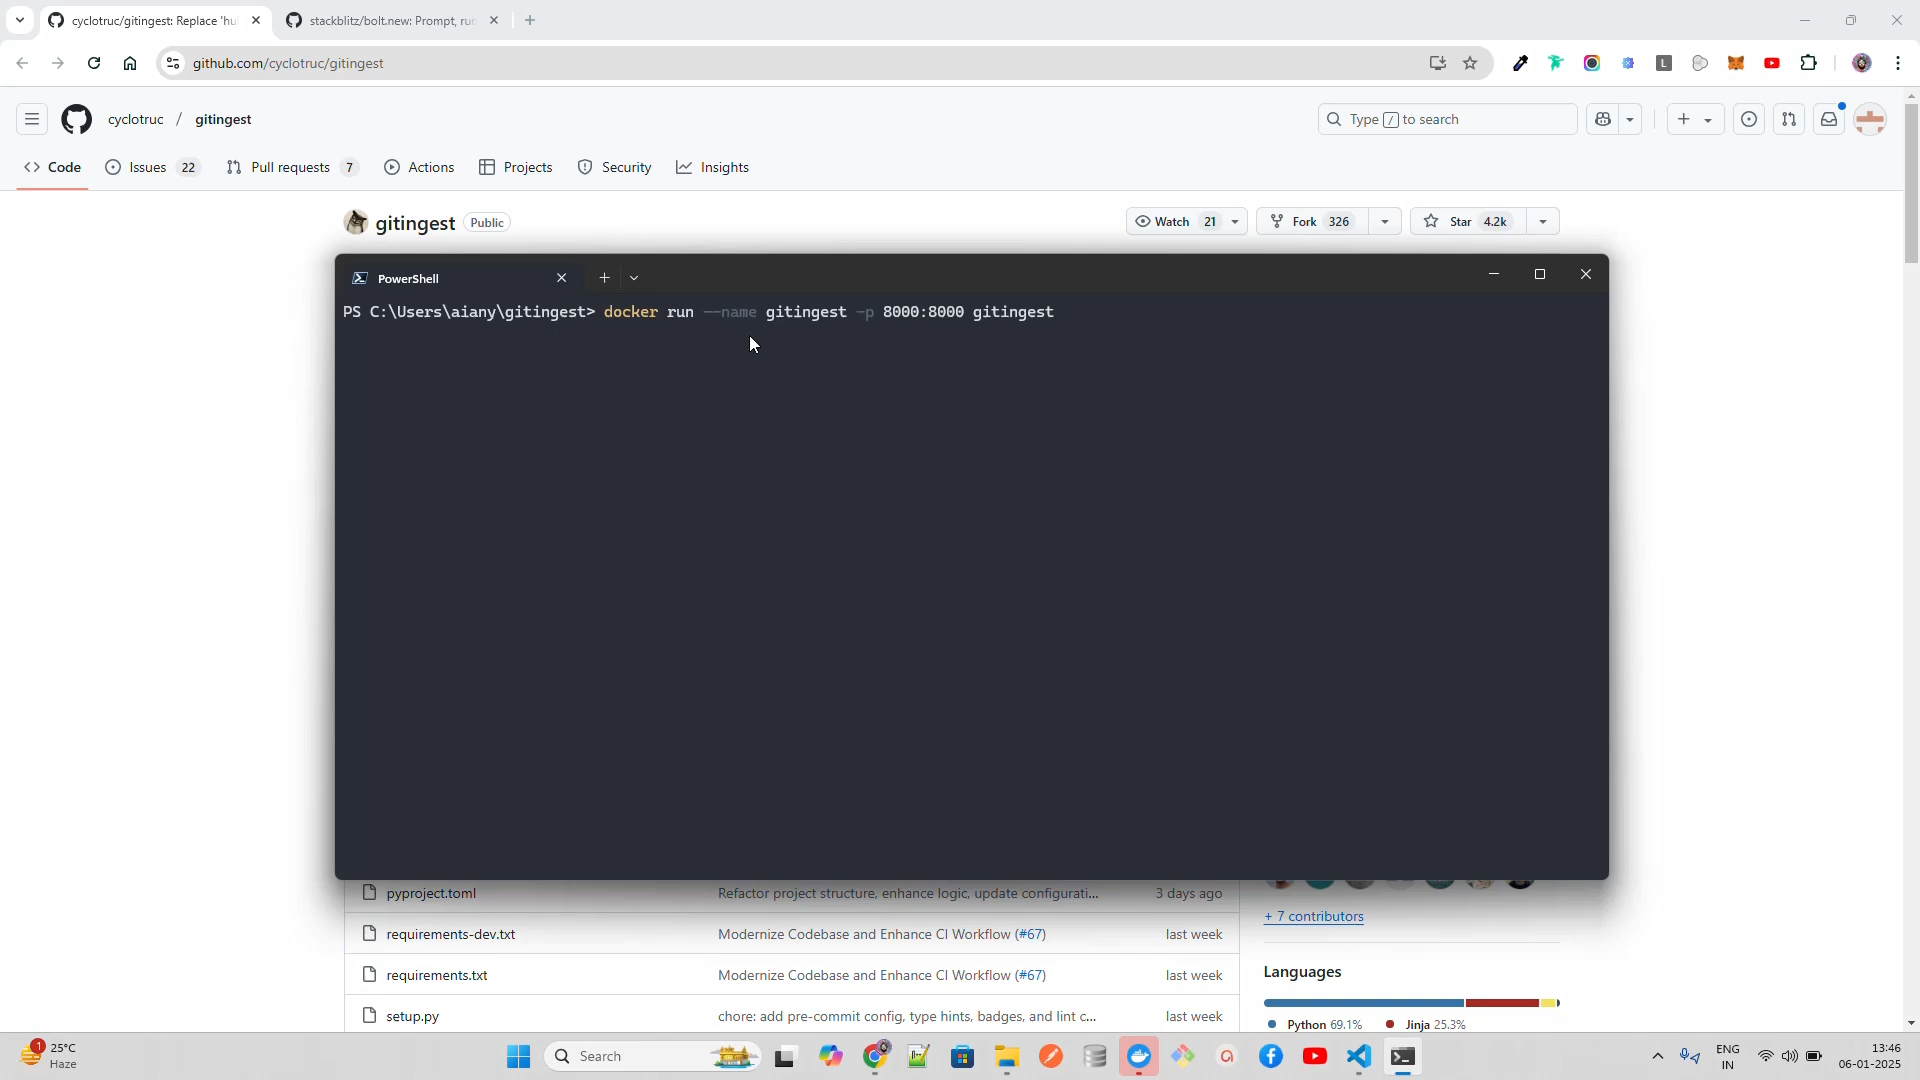 cyclotruc/gitingest: Replace 'hu
stackblitz/bolt.new: Prompt, run
github.com/cyclotruc/gitingest
cyclotruc / gitingest
Type / to search
Code
Issues 22
Pull requests 7
Actions
Projects
Security
Insights
gitingest Public
Watch 21
Fork 326
Star 4.2k
PowerShell
PS C:\Users\aiany\gitingest> docker run --name gitingest -p 8000:8000 gitingest
pyproject.toml Refactor project structure, enhance logic, update configurati... 3 days ago
requirements-dev.txt Modernize Codebase and Enhance CI Workflow (#67) last week
requirements.txt Modernize Codebase and Enhance CI Workflow (#67) last week
setup.py chore: add pre-commit config, type hints, badges, and lint c... last week
+ 7 contributors
Languages
Python 69.1% Jinja 25.3%
1
25°C
Haze
Search
ENG
IN
13:46
06-01-2025